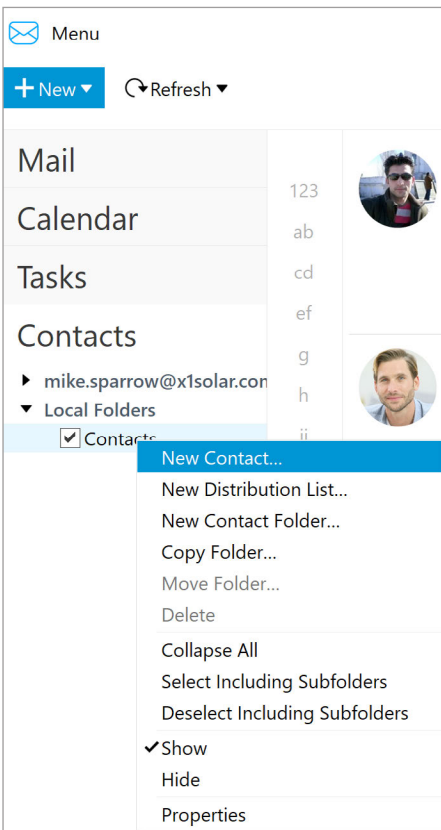 Menu
New
Refresh
Mail
Calendar
Tasks
Contacts
mike.sparrow@x1solar.con
Local Folders
Contacts
123
ab
cd
ef
g
h
ij
New Contact...
New Distribution List...
New Contact Folder...
Copy Folder...
Move Folder...
Delete
Collapse All
Select Including Subfolders
Deselect Including Subfolders
Show
Hide
Properties